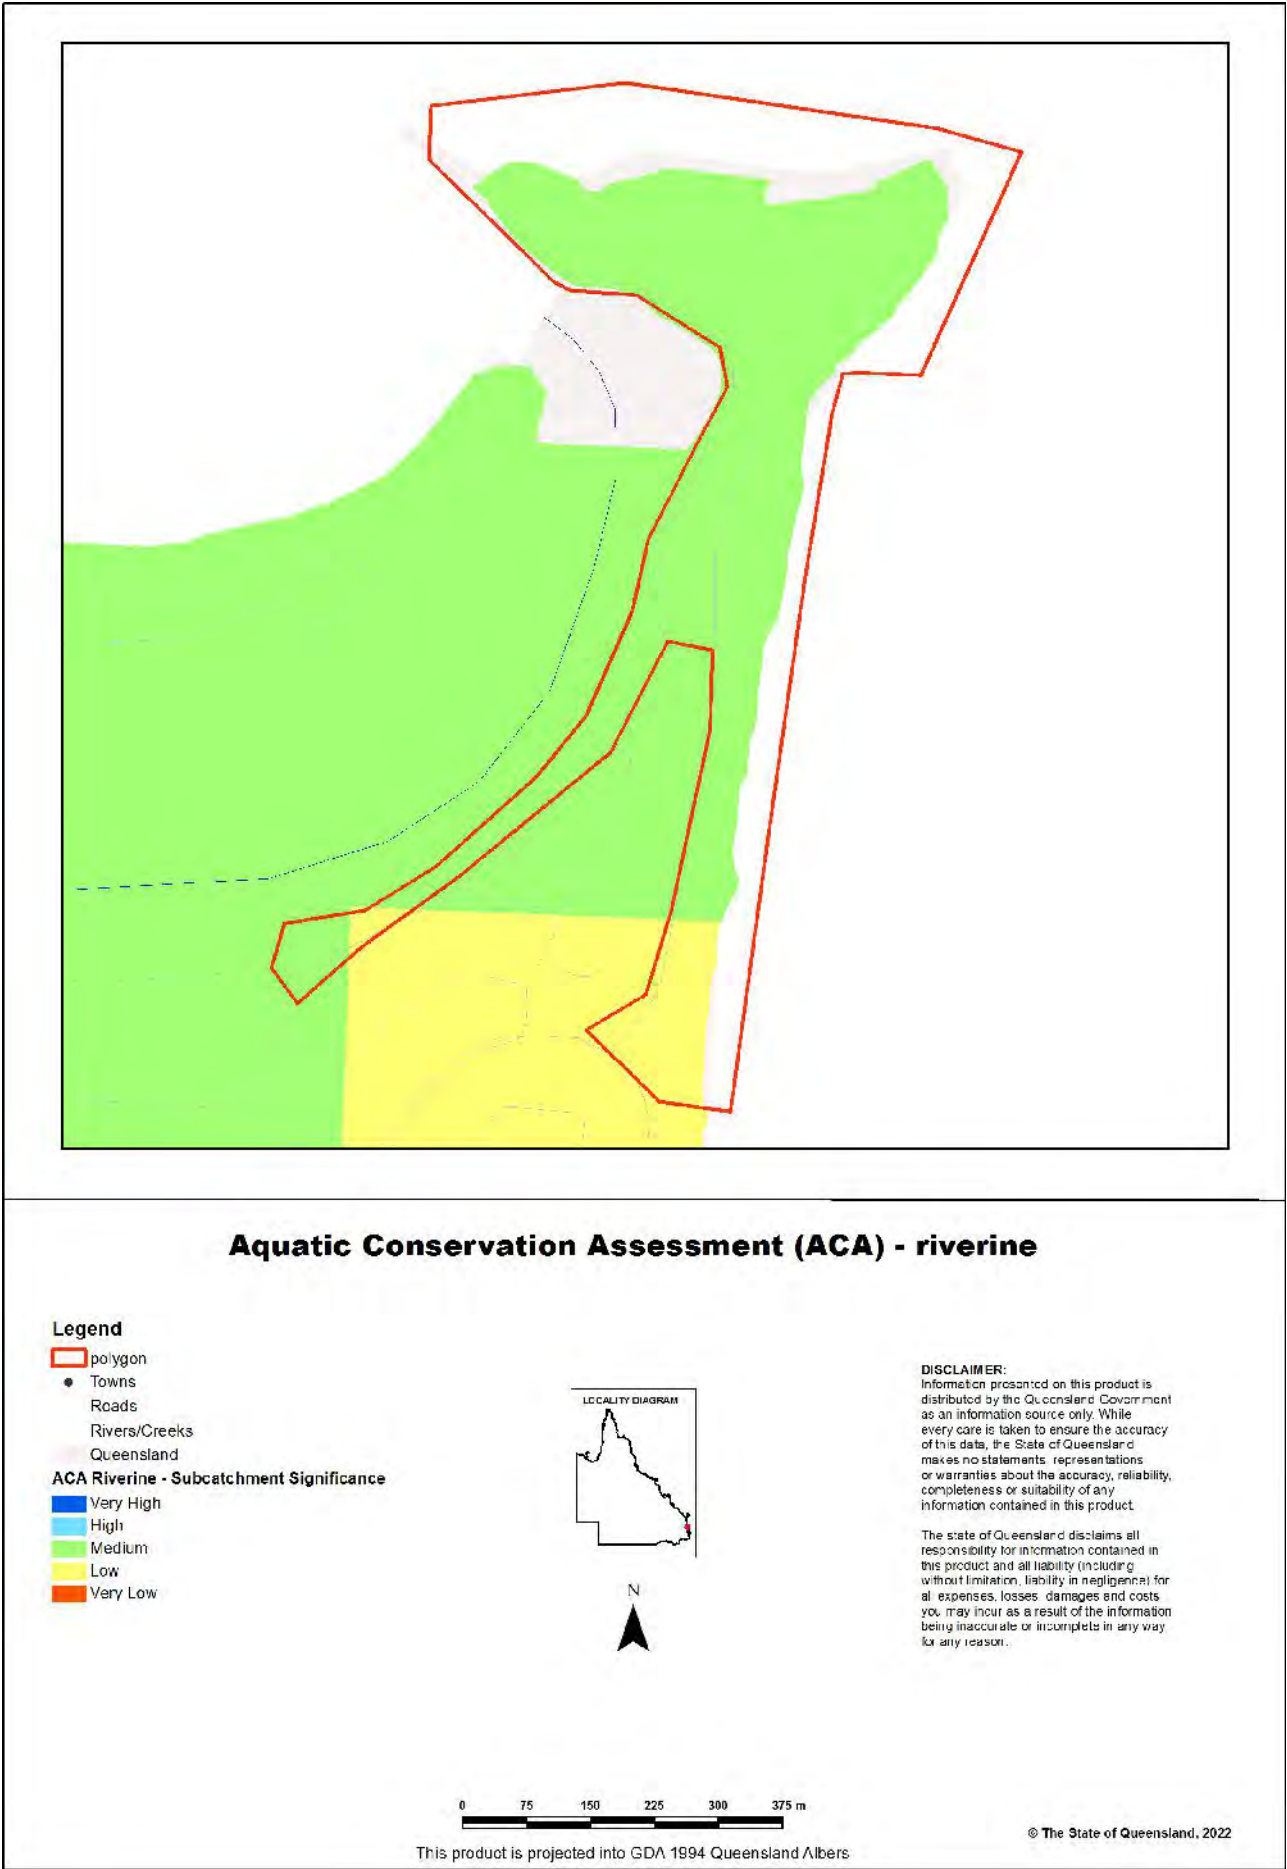 Aquatic Conservation Assessment (ACA) - riverine
Legend
polygon
Towns
Roads
Rivers/Creeks
Queensland
ACA Riverine - Subcatchment Significance
Very High
High
Medium
Low
Very Low
LOCALITY DIAGRAM
N
DISCLAIMER:
Information presented on this product is
distributed by the Queensland Government
as an information source only. While
every care is taken to ensure the accuracy
of this data, the State of Queensland
makes no statements, representations
or warranties about the accuracy, reliability,
completeness or suitability of any
information contained in this product.
The state of Queensland disclaims all
responsibility for information contained in
this product and all liability (including
without limitation, liability in negligence) for
all expenses, losses, damages and costs
you may incur as a result of the information
being inaccurate or incomplete in any way
for any reason.
0 75 150 225 300 375 m
This product is projected into GDA 1994 Queensland Albers
© The State of Queensland, 2022